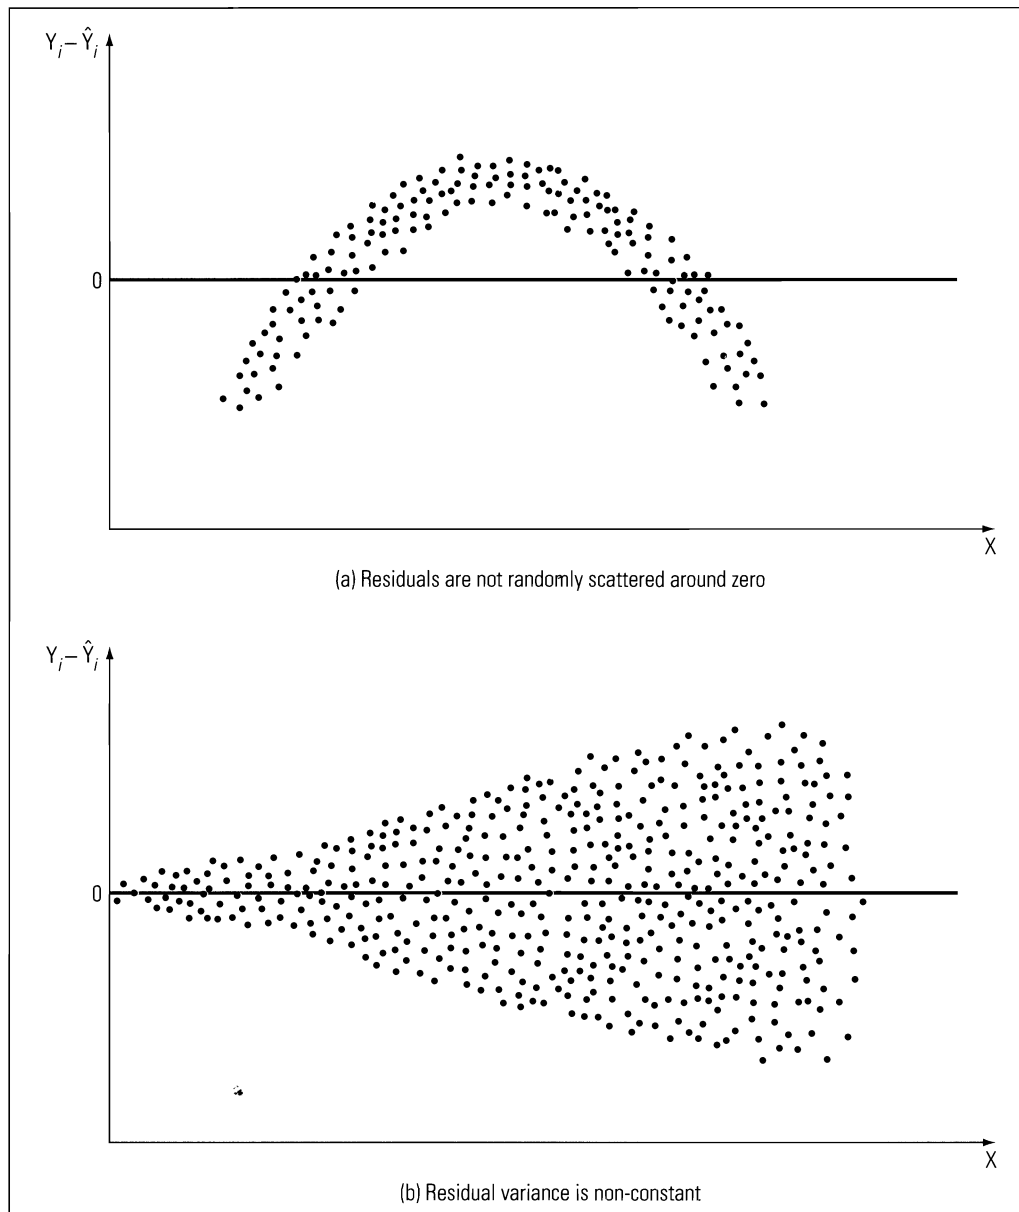 Yᵢ – Ŷᵢ
0
X
(a) Residuals are not randomly scattered around zero
Yᵢ – Ŷᵢ
0
X
(b) Residual variance is non-constant